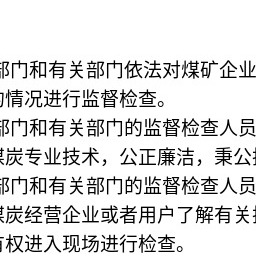 部门和有关部门依法对煤矿企业
的情况进行监督检查。
部门和有关部门的监督检查人员
煤炭专业技术，公正廉洁，秉公
部门和有关部门的监督检查人员
煤炭经营企业或者用户了解有关
有权进入现场进行检查。